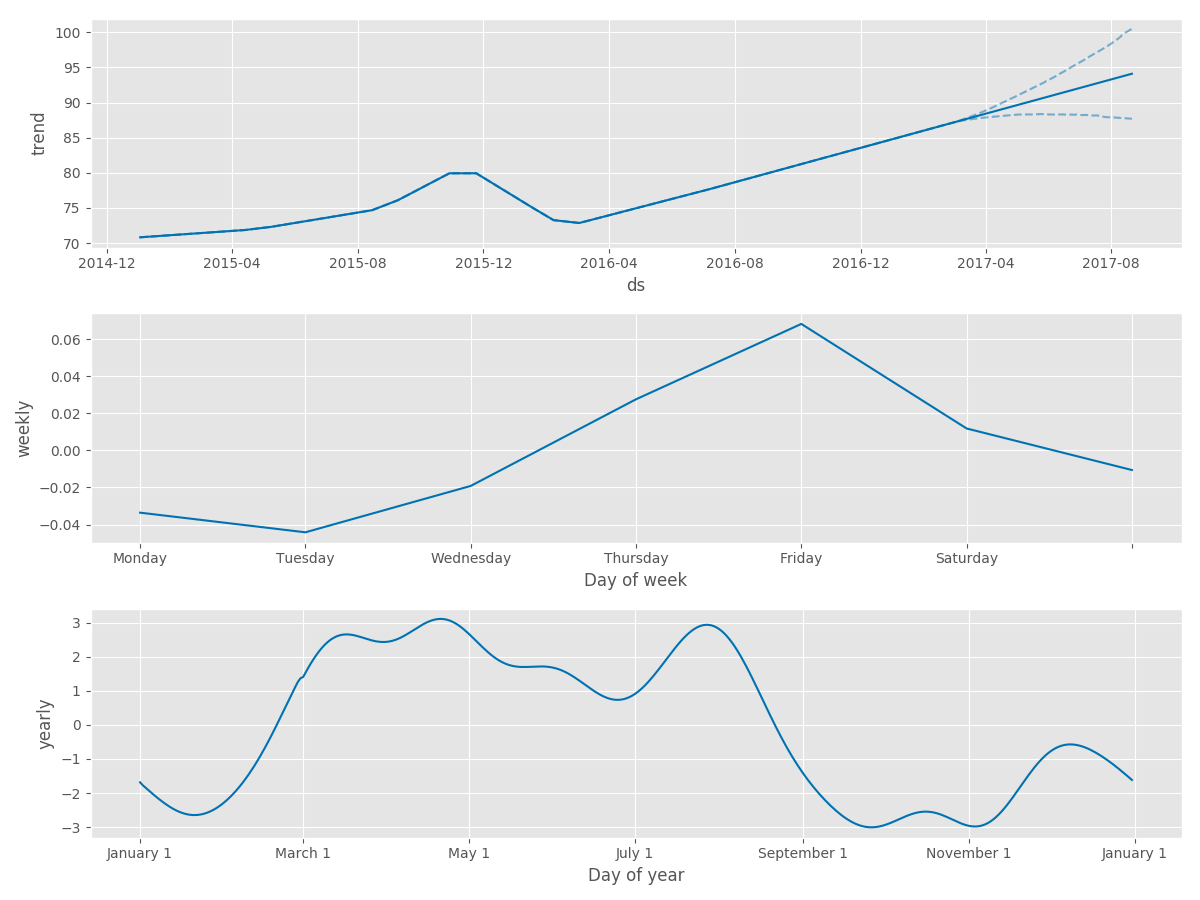 trend
100
95
90
85
80
75
70
2014-12 2015-04 2015-08 2015-12 2016-04 2016-08 2016-12 2017-04 2017-08
ds
weekly
0.06
0.04
0.02
0.00
−0.02
−0.04
Monday Tuesday Wednesday Thursday Friday Saturday
Day of week
yearly
3
2
1
0
−1
−2
−3
January 1 March 1 May 1 July 1 September 1 November 1 January 1
Day of year